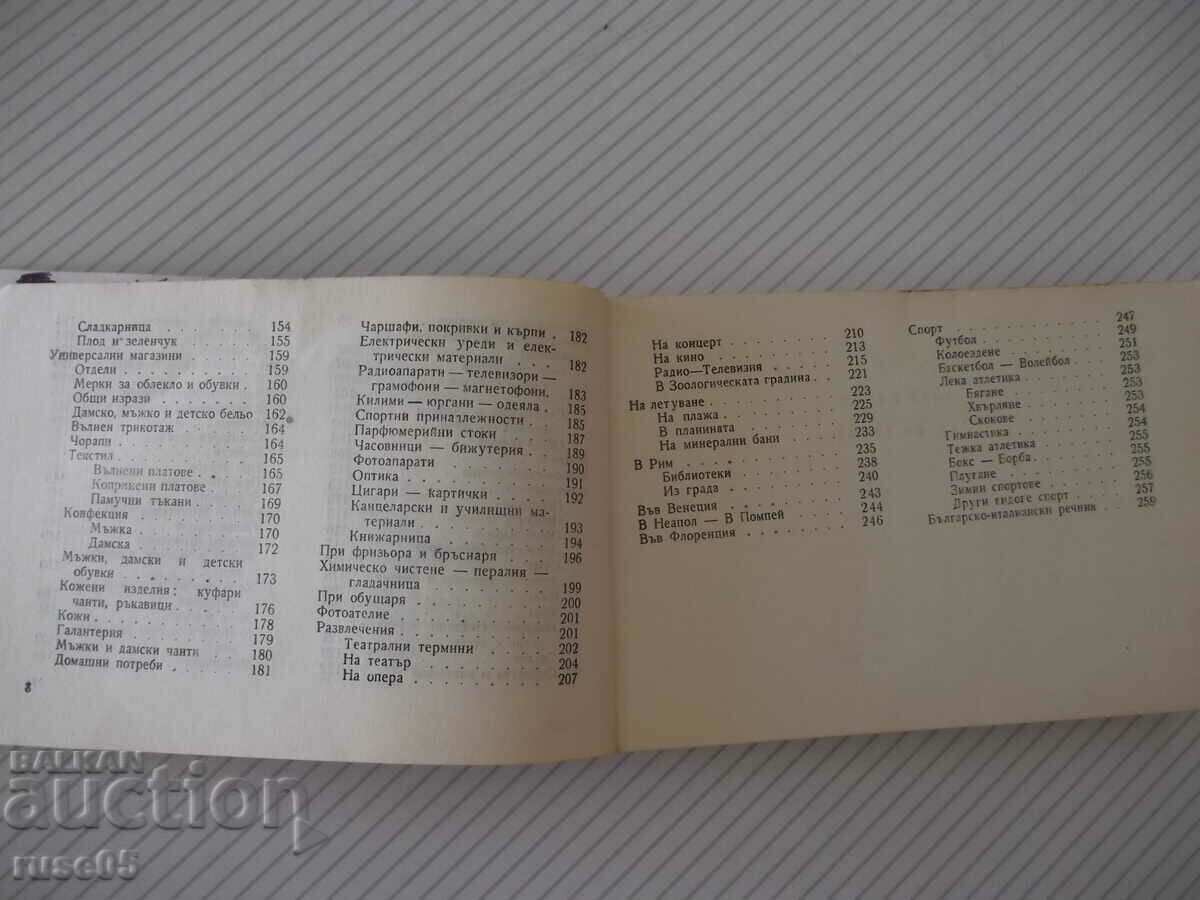 Сладкарница . . . . . . . 154
Плод и зеленчук . . . . . 155
Универсални магазини . . . . 159
Отдели . . . . . . . . . 159
Мерки за облекло и обувки . 160
Общи изрази . . . . . . . 160
Дамско, мъжко и детско бельо 162
Вълнен трикотаж . . . . . 164
Чорапи . . . . . . . . . 164
Текстил . . . . . . . . . 165
Вълнени платове . . . . 165
Копринени платове . . . 167
Памучни тъкани . . . . 169
Конфекция . . . . . . . 170
Мъжка . . . . . . . . 170
Дамска . . . . . . . . 172
Мъжки, дамски и детски
обувки . . . . . . . . 173
Кожени изделия: куфари
чанти, ръкавици . . . . . 176
Кожи . . . . . . . . . . 178
Галантерия . . . . . . . 179
Мъжки и дамски чанти . . 180
Домашни потреби . . . . . 181
8
Чаршафи, покривки и кърпи . 182
Електрически уреди и елек-
трически материали . . . . 182
Радиоапарати — телевизори —
грамофони — магнетофони. 183
Килими — юргани — одеяла . 185
Спортни принадлежности . . 185
Парфюмерийни стоки . . . 187
Часовници — бижутерия . . . 189
Фотоапарати . . . . . . . 190
Оптика . . . . . . . . . 191
Цигари — картички . . . . 192
Канцеларски и училищни ма-
териали . . . . . . . . 193
Книжарница . . . . . . . 194
При фризьора и бръснаря . . . 196
Химическо чистене — пералня —
гладачница . . . . . . . 199
При обущаря . . . . . . . . 200
Фотоателие . . . . . . . . 201
Развлечения . . . . . . . . 201
Театрални термини . . . . 202
На театър . . . . . . . . 204
На опера . . . . . . . . 207
На концерт . . . . . . . 210
На кино . . . . . . . . 213
Радио—Телевизия . . . . . 215
В Зоологическата градина . . 221
На летуване . . . . . . . . 223
На плажа . . . . . . . . 225
В планината . . . . . . . 229
На минерални бани . . . . 233
В Рим . . . . . . . . . . 235
Библиотеки . . . . . . . 238
Из града . . . . . . . . 240
Във Венеция . . . . . . . . 243
В Неапол — В Помпей . . . . 244
Във Флоренция . . . . . . . 246
Спорт . . . . . . . . . . 247
Футбол . . . . . . . . . 249
Колоездене . . . . . . . 251
Баскетбол — Волейбол . . . 253
Лека атлетика . . . . . . 253
Бягане . . . . . . . . 253
Хвърляне . . . . . . . 253
Скокове . . . . . . . 254
Гимнастика . . . . . . . 254
Тежка атлетика . . . . . 255
Бокс — Борба . . . . . . 255
Плуване . . . . . . . . 255
Зимни спортове . . . . . 256
Други видове спорт . . . . 257
Българско-италиански речник . . 259
BALKAN
auction
ruse05